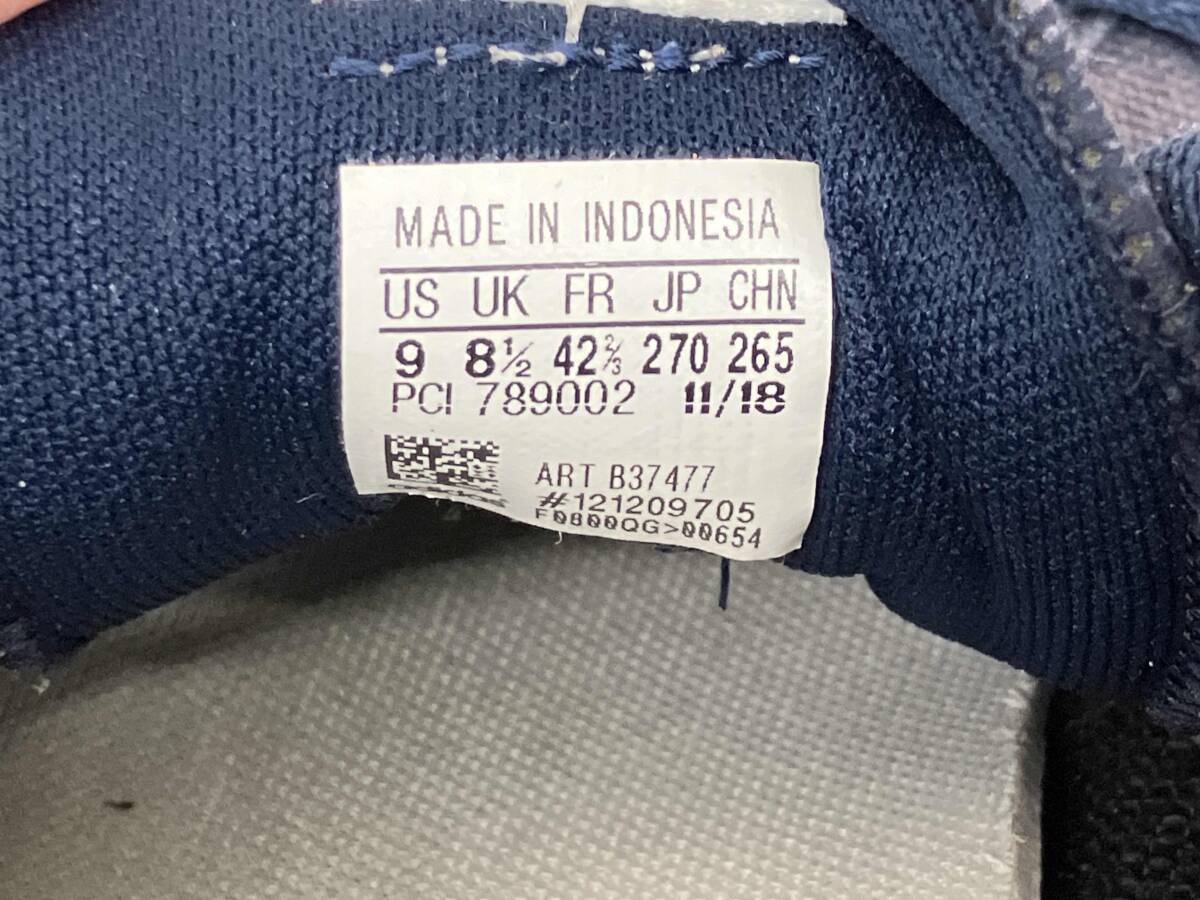 MADE IN INDONESIA
US UK FR JP CHN
9 8½ 42⅔ 270 265
PCI 789002 11/18
ART B37477
#121209705
F0800QG>00654